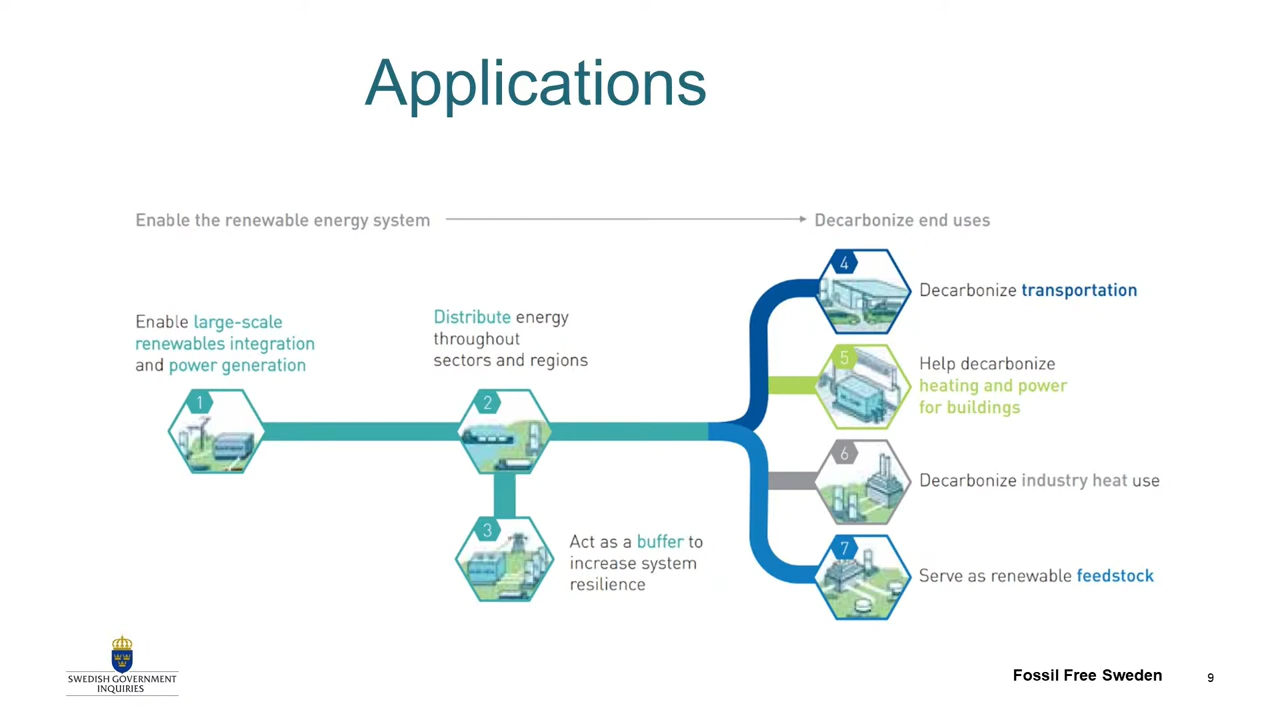 Applications
Enable the renewable energy system
Decarbonize end uses
Enable large-scale
renewables integration
and power generation
1
Distribute energy
throughout
sectors and regions
2
3
Act as a buffer to
increase system
resilience
4
Decarbonize transportation
5
Help decarbonize
heating and power
for buildings
6
Decarbonize industry heat use
7
Serve as renewable feedstock
SWEDISH GOVERNMENT
INQUIRIES
Fossil Free Sweden
9